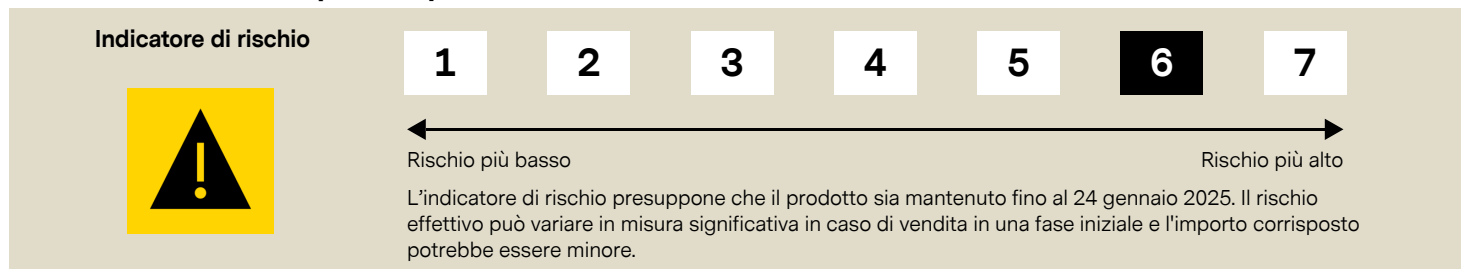 Indicatore di rischio
1 2 3 4 5 6 7
Rischio più basso Rischio più alto
L'indicatore di rischio presuppone che il prodotto sia mantenuto fino al 24 gennaio 2025. Il rischio
effettivo può variare in misura significativa in caso di vendita in una fase iniziale e l'importo corrisposto
potrebbe essere minore.